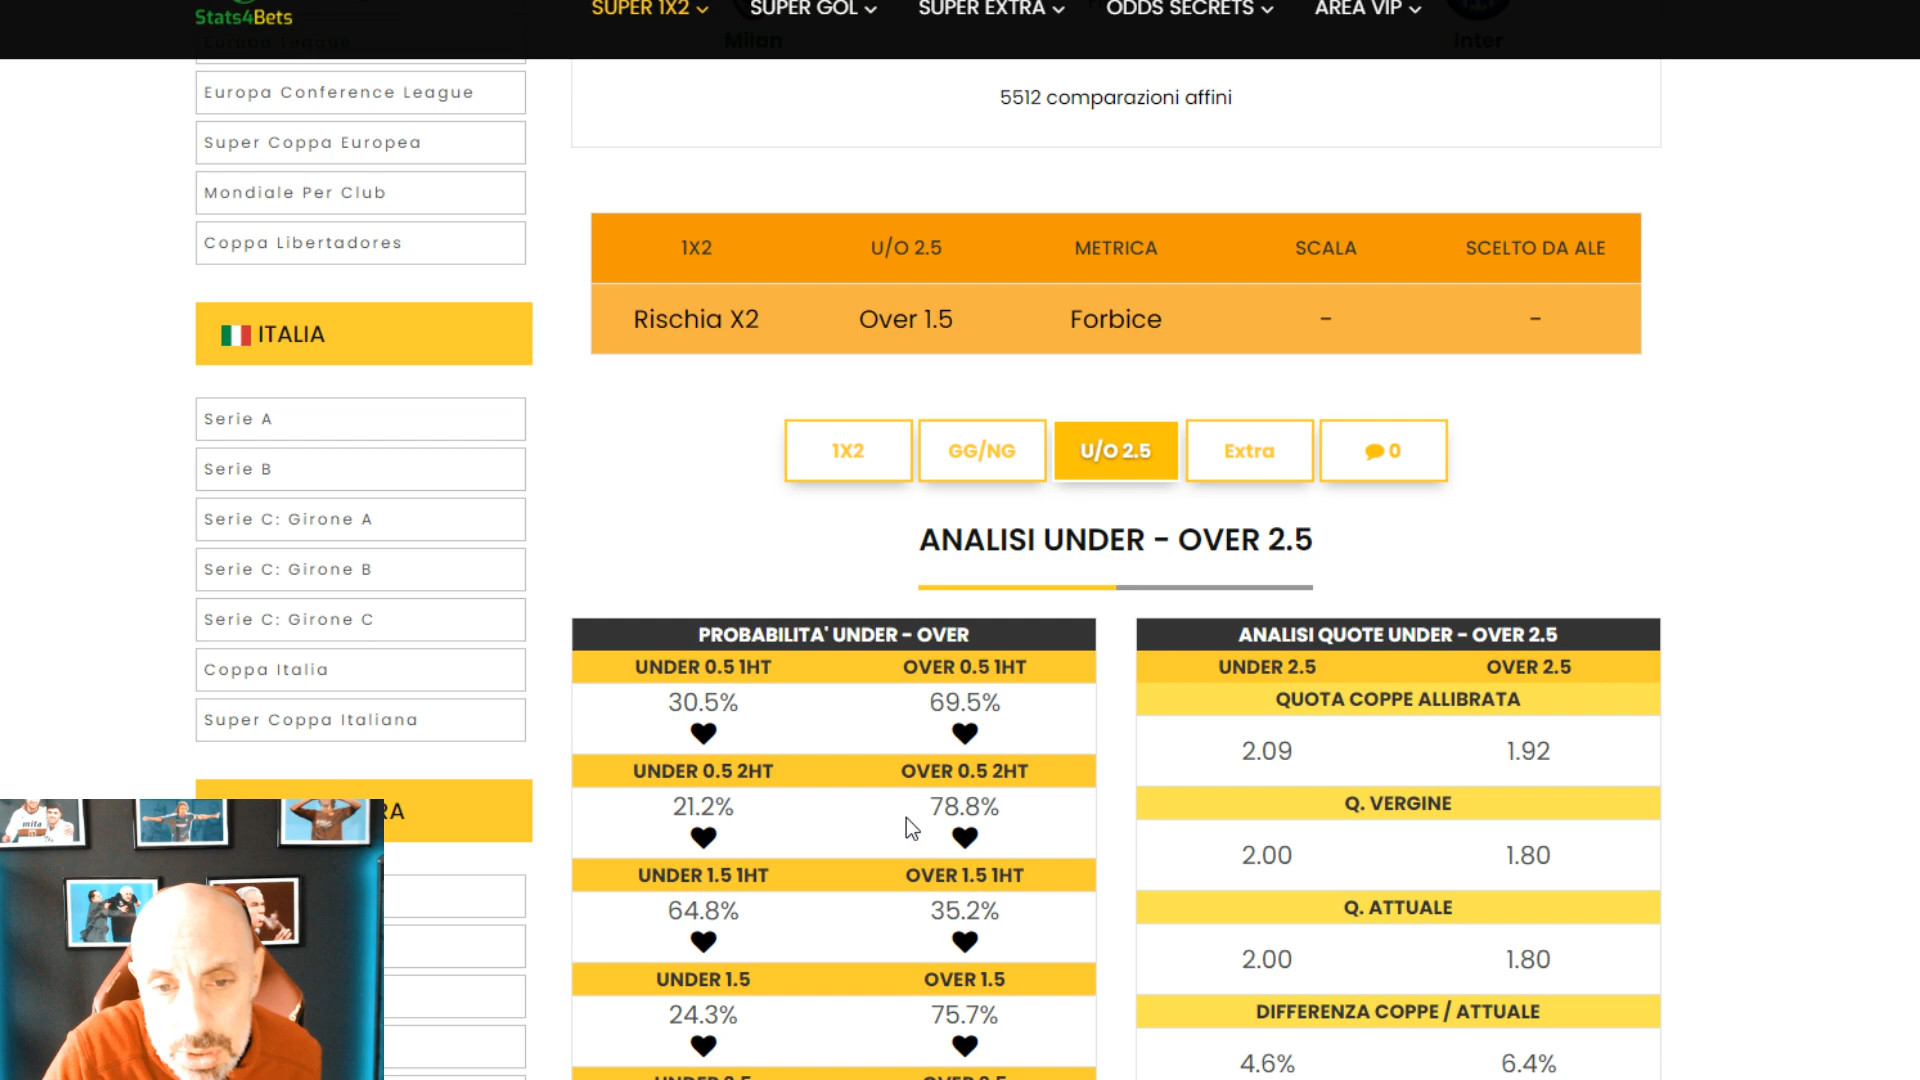 Stats4Bets
SUPER 1X2 SUPER GOL SUPER EXTRA ODDS SECRETS AREA VIP
Europa League
Milan Inter
Europa Conference League
Super Coppa Europea
Mondiale Per Club
Coppa Libertadores
ITALIA
Serie A
Serie B
Serie C: Girone A
Serie C: Girone B
Serie C: Girone C
Coppa Italia
Super Coppa Italiana
RA
5512 comparazioni affini
1X2 U/O 2.5 METRICA SCALA SCELTO DA ALE
Rischia X2 Over 1.5 Forbice - -
1X2 GG/NG U/O 2.5 Extra 0
ANALISI UNDER - OVER 2.5
PROBABILITA' UNDER - OVER
UNDER 0.5 1HT OVER 0.5 1HT
30.5% 69.5%
UNDER 0.5 2HT OVER 0.5 2HT
21.2% 78.8%
UNDER 1.5 1HT OVER 1.5 1HT
64.8% 35.2%
UNDER 1.5 OVER 1.5
24.3% 75.7%
ANALISI QUOTE UNDER - OVER 2.5
UNDER 2.5 OVER 2.5
QUOTA COPPE ALLIBRATA
2.09 1.92
Q. VERGINE
2.00 1.80
Q. ATTUALE
2.00 1.80
DIFFERENZA COPPE / ATTUALE
4.6% 6.4%
mita